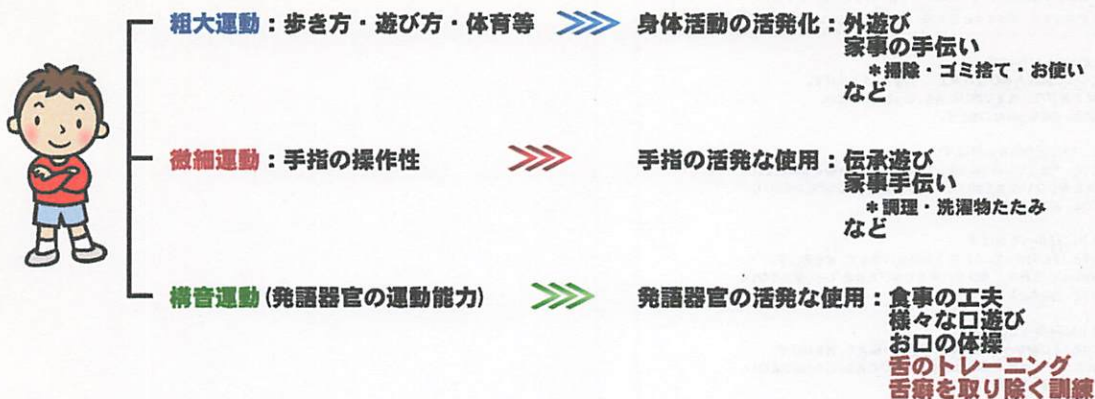 粗大運動：歩き方・遊び方・体育等 >>> 身体活動の活発化：外遊び
家事の手伝い
＊掃除・ゴミ捨て・お使い
など
微細運動：手指の操作性 >>> 手指の活発な使用：伝承遊び
家事手伝い
＊調理・洗濯物たたみ
など
構音運動(発語器官の運動能力) >>> 発語器官の活発な使用：食事の工夫
様々な口遊び
お口の体操
舌のトレーニング
舌癖を取り除く訓練